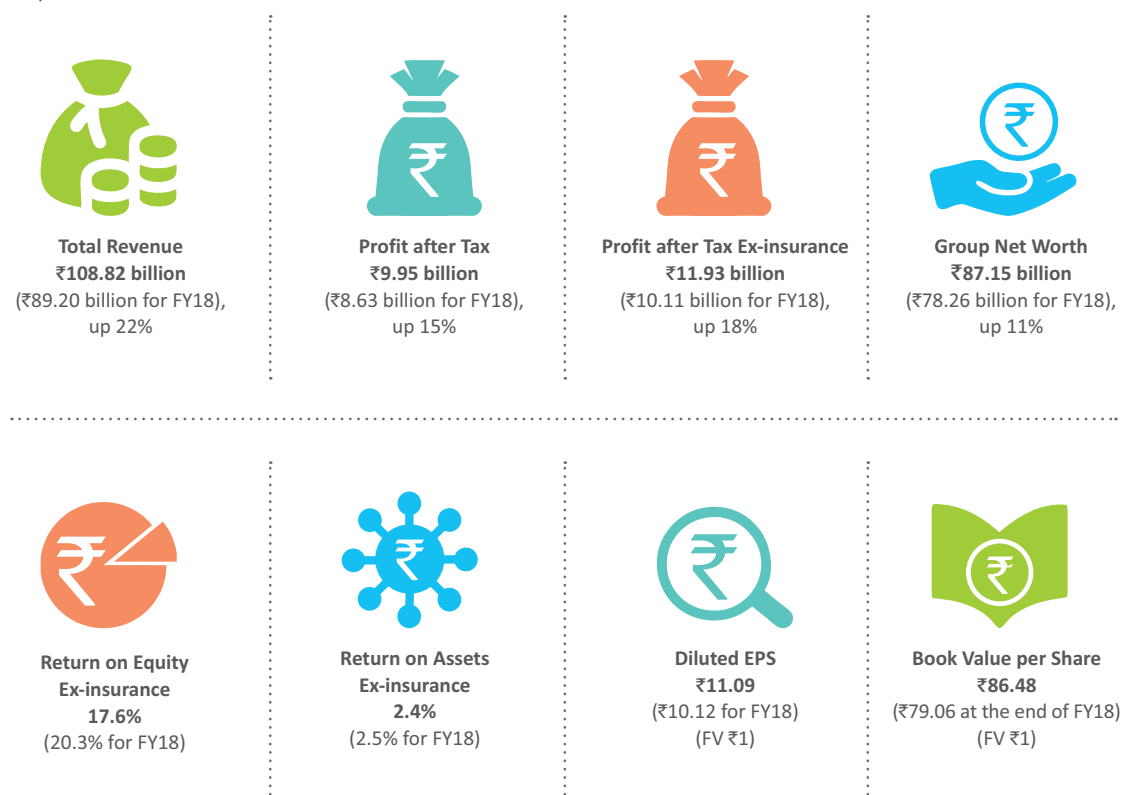 Total Revenue
₹108.82 billion
(₹89.20 billion for FY18),
up 22%
Profit after Tax
₹9.95 billion
(₹8.63 billion for FY18),
up 15%
Profit after Tax Ex-insurance
₹11.93 billion
(₹10.11 billion for FY18),
up 18%
Group Net Worth
₹87.15 billion
(₹78.26 billion for FY18),
up 11%
Return on Equity
Ex-insurance
17.6%
(20.3% for FY18)
Return on Assets
Ex-insurance
2.4%
(2.5% for FY18)
Diluted EPS
₹11.09
(₹10.12 for FY18)
(FV ₹1)
Book Value per Share
₹86.48
(₹79.06 at the end of FY18)
(FV ₹1)